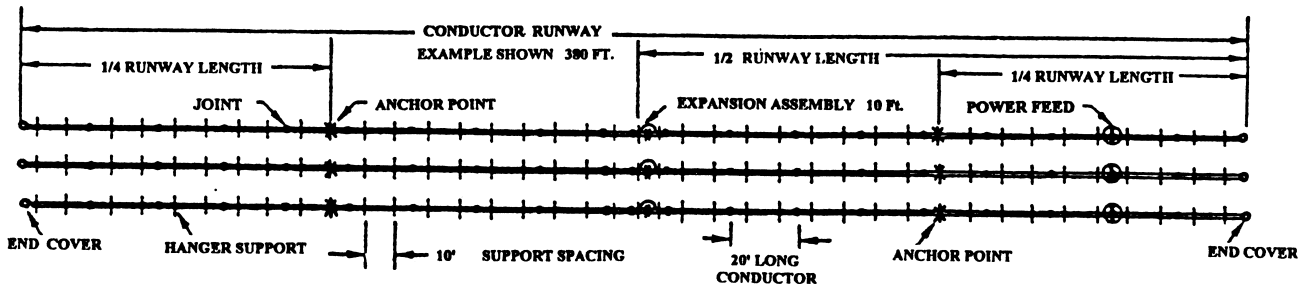 CONDUCTOR RUNWAY
EXAMPLE SHOWN 380 FT.
1/4 RUNWAY LENGTH
1/2 RUNWAY LENGTH
1/4 RUNWAY LENGTH
JOINT
ANCHOR POINT
EXPANSION ASSEMBLY 10 Ft.
POWER FEED
END COVER
HANGER SUPPORT
10' SUPPORT SPACING
20' LONG
CONDUCTOR
ANCHOR POINT
END COVER